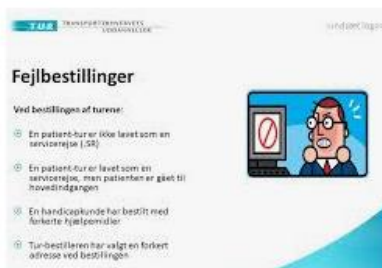 TUR TRANSPORTERHVERVETS
UDDANNELSER
Fejlbestillinger
Ved bestillingen af turene:
En patient-tur er ikke lavet som en
servicerejse (.SR)
En patient-tur er lavet som en
servicerejse, men patienten er gået til
hovedindgangen
En handicapkunde har bestilt med
forkerte hjælpemidler
Tur-bestilleren har valgt en forkert
adresse ved bestillingen